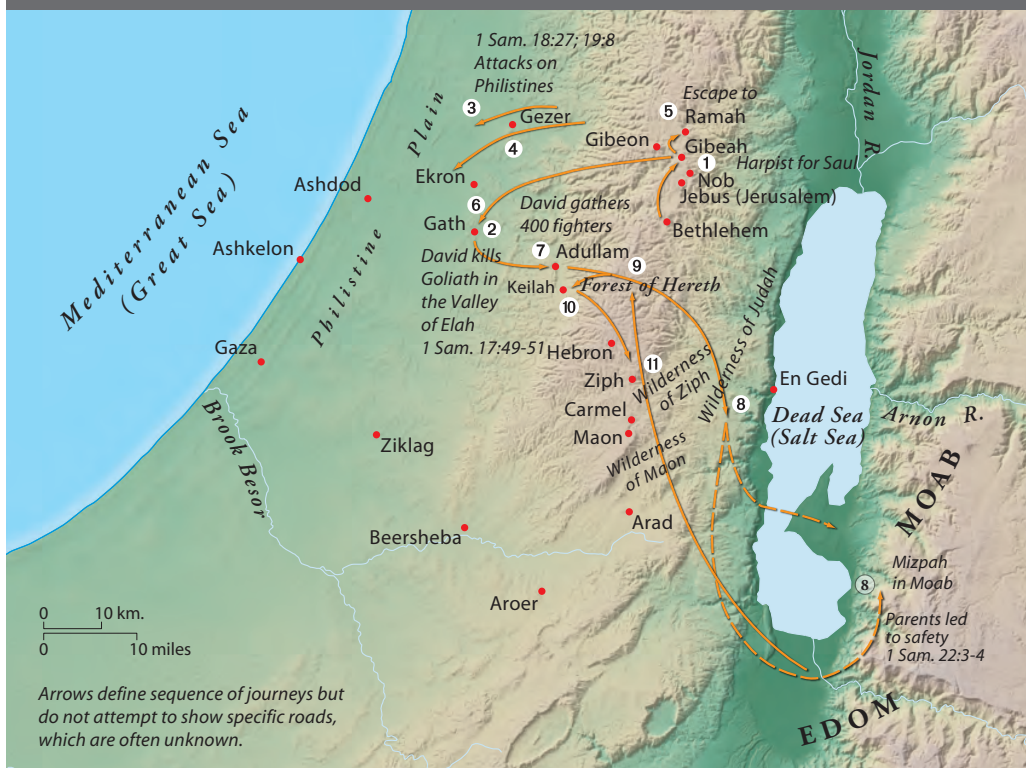 1 Sam. 18:27; 19:8
Attacks on
Philistines
3
Gezer
4
5
Escape to
Ramah
Gibeon
Gibeah
1
Harpist for Saul
Nob
Jebus (Jerusalem)
Bethlehem
Jordan R.
Mediterranean Sea
(Great Sea)
Philistine Plain
Ashdod
Ekron
6
Gath
2
David gathers
400 fighters
Ashkelon
7
Adullam
David kills
Goliath in
the Valley
of Elah
1 Sam. 17:49-51
Keilah
9
Forest of Hereth
10
Gaza
Hebron
11
Ziph
Wilderness
of Ziph
Wilderness of Judah
8
En Gedi
Dead Sea
(Salt Sea)
Arnon R.
Carmel
Maon
Wilderness
of Maon
Brook Besor
Ziklag
Arad
Beersheba
Aroer
MOAB
Mizpah
in Moab
8
Parents led
to safety
1 Sam. 22:3-4
EDOM
0 10 km.
0 10 miles
Arrows define sequence of journeys but
do not attempt to show specific roads,
which are often unknown.